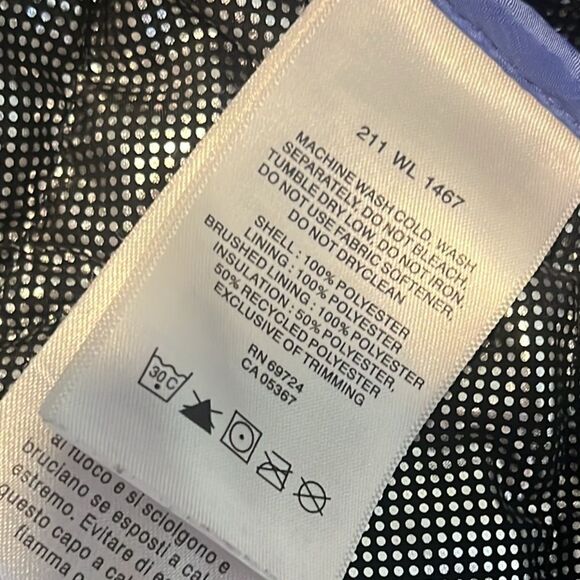 211 WL 1467
MACHINE WASH COLD, WASH
SEPARATELY, DO NOT BLEACH,
TUMBLE DRY LOW, DO NOT IRON,
DO NOT USE FABRIC SOFTENER,
DO NOT DRYCLEAN
SHELL : 100% POLYESTER
LINING : 100% POLYESTER
BRUSHED LINING : 100% POLYESTER
INSULATION : 50% POLYESTER,
50% RECYCLED POLYESTER
EXCLUSIVE OF TRIMMING
RN 69724
CA 05367
30 C
al fuoco e si sciolgono e
bruciano se esposti a cal
estremo. Evitare di es
questo capo a cal
fiamma o